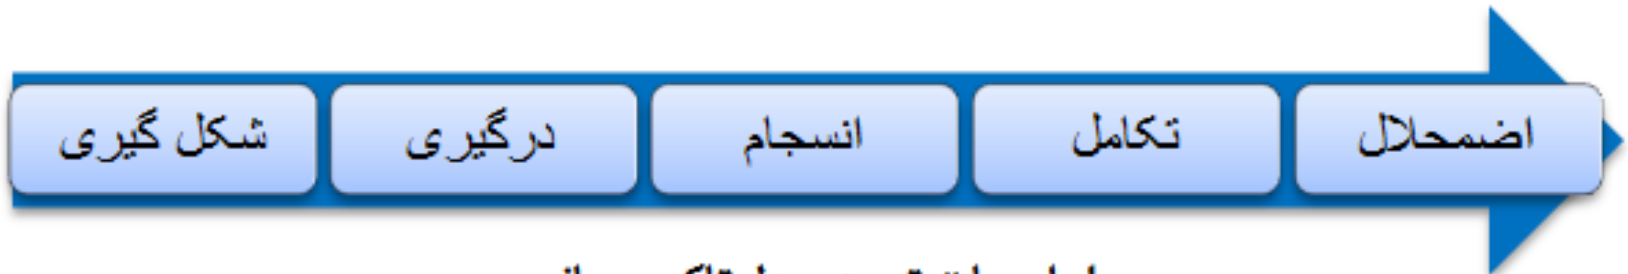 شکل گیری
درگیری
انسجام
تکامل
اضمحلال